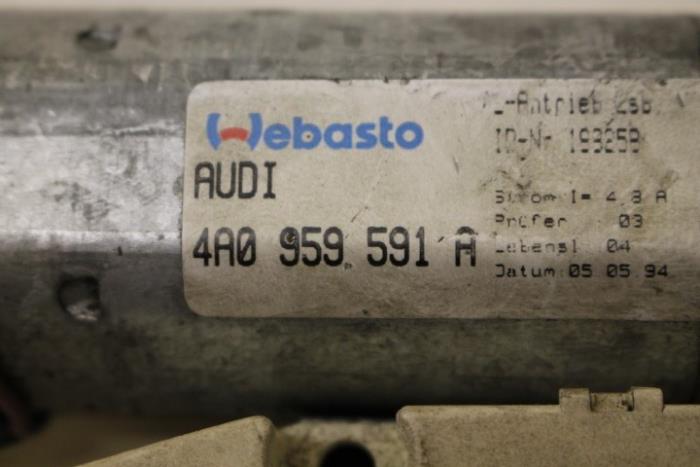 Webasto
AUDI
4A0 959 591 A
-Antrieb Zsb.
ID-Nr 193259
Strom I= 4,8 A
Prüfer 03
Lebensl 04
Datum 05 05.94